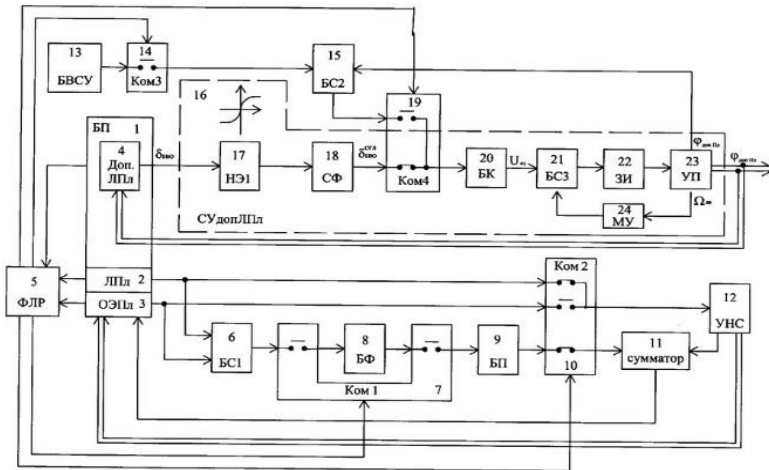 13
БВСУ
14
Ком3
15
БС2
16
19
Ком4
БП 1
4
Доп.
ЛПл
17
НЭ1
18
СФ
20
БК
21
БС3
22
ЗИ
23
УП
24
МУ
СУдопЛПл
5
ФЛР
ЛПл 2
ОЭПл 3
6
БС1
8
БФ
Ком 1 7
9
БП
Ком 2
10
11
сумматор
12
УНС